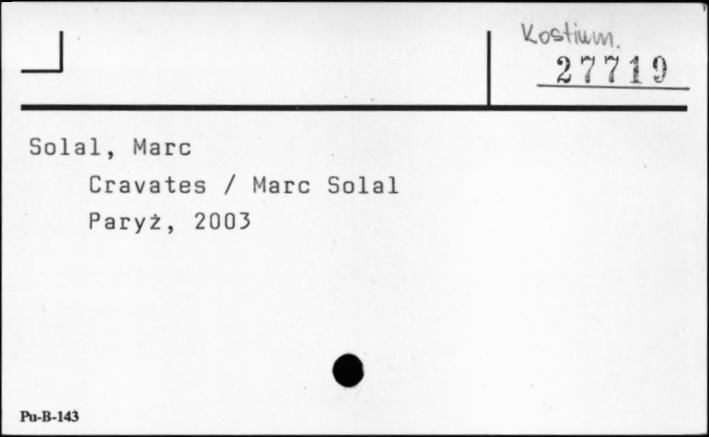 Kostium.
27719
Solal, Marc
Cravates / Marc Solal
Paryż, 2003
Pu-B-143